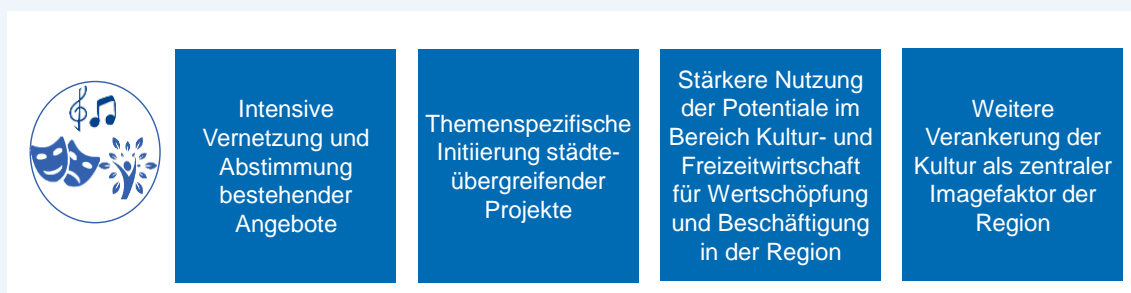 Intensive
Vernetzung und
Abstimmung
bestehender
Angebote
Themenspezifische
Initiierung städte-
übergreifender
Projekte
Stärkere Nutzung
der Potentiale im
Bereich Kultur- und
Freizeitwirtschaft
für Wertschöpfung
und Beschäftigung
in der Region
Weitere
Verankerung der
Kultur als zentraler
Imagefaktor der
Region